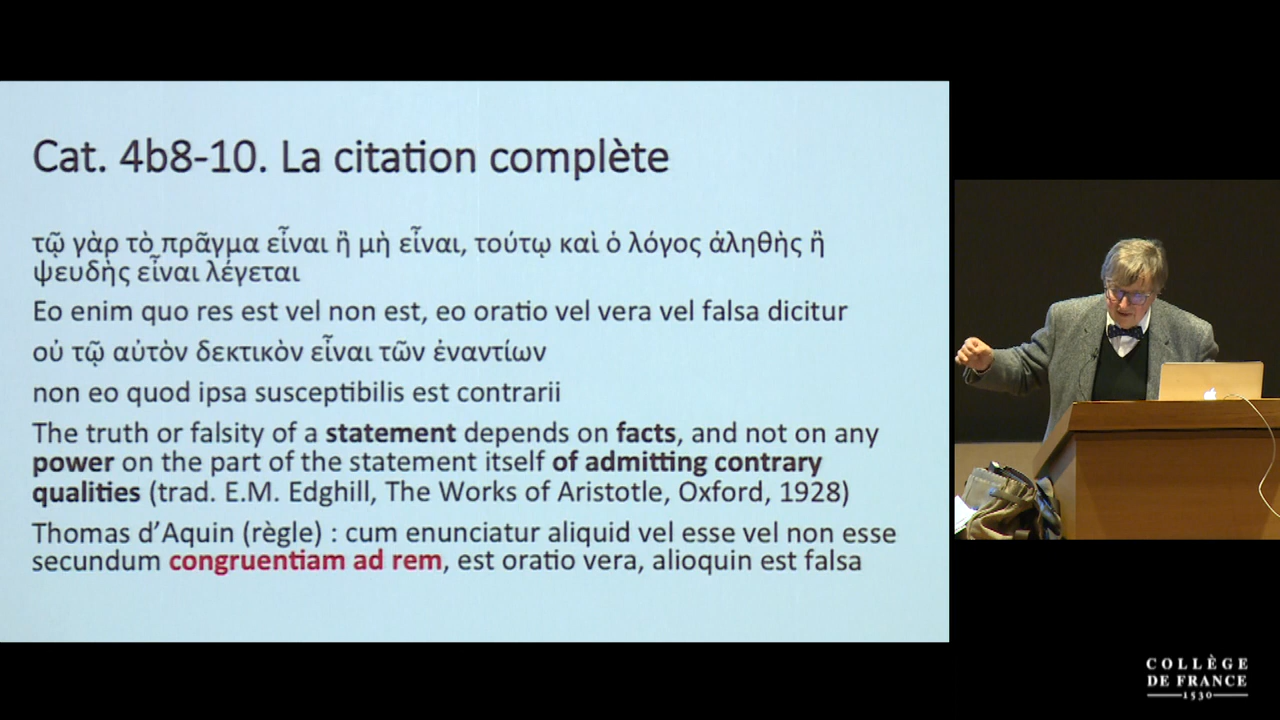 Cat. 4b8-10. La citation complète
τῷ γὰρ τὸ πρᾶγμα εἶναι ἢ μὴ εἶναι, τούτῳ καὶ ὁ λόγος ἀληθὴς ἢ
ψευδὴς εἶναι λέγεται
Eo enim quo res est vel non est, eo oratio vel vera vel falsa dicitur
οὐ τῷ αὐτὸν δεκτικὸν εἶναι τῶν ἐναντίων
non eo quod ipsa susceptibilis est contrarii
The truth or falsity of a statement depends on facts, and not on any
power on the part of the statement itself of admitting contrary
qualities (trad. E.M. Edghill, The Works of Aristotle, Oxford, 1928)
Thomas d’Aquin (règle) : cum enunciatur aliquid vel esse vel non esse
secundum congruentiam ad rem, est oratio vera, alioquin est falsa
COLLÈGE
DE FRANCE
1530